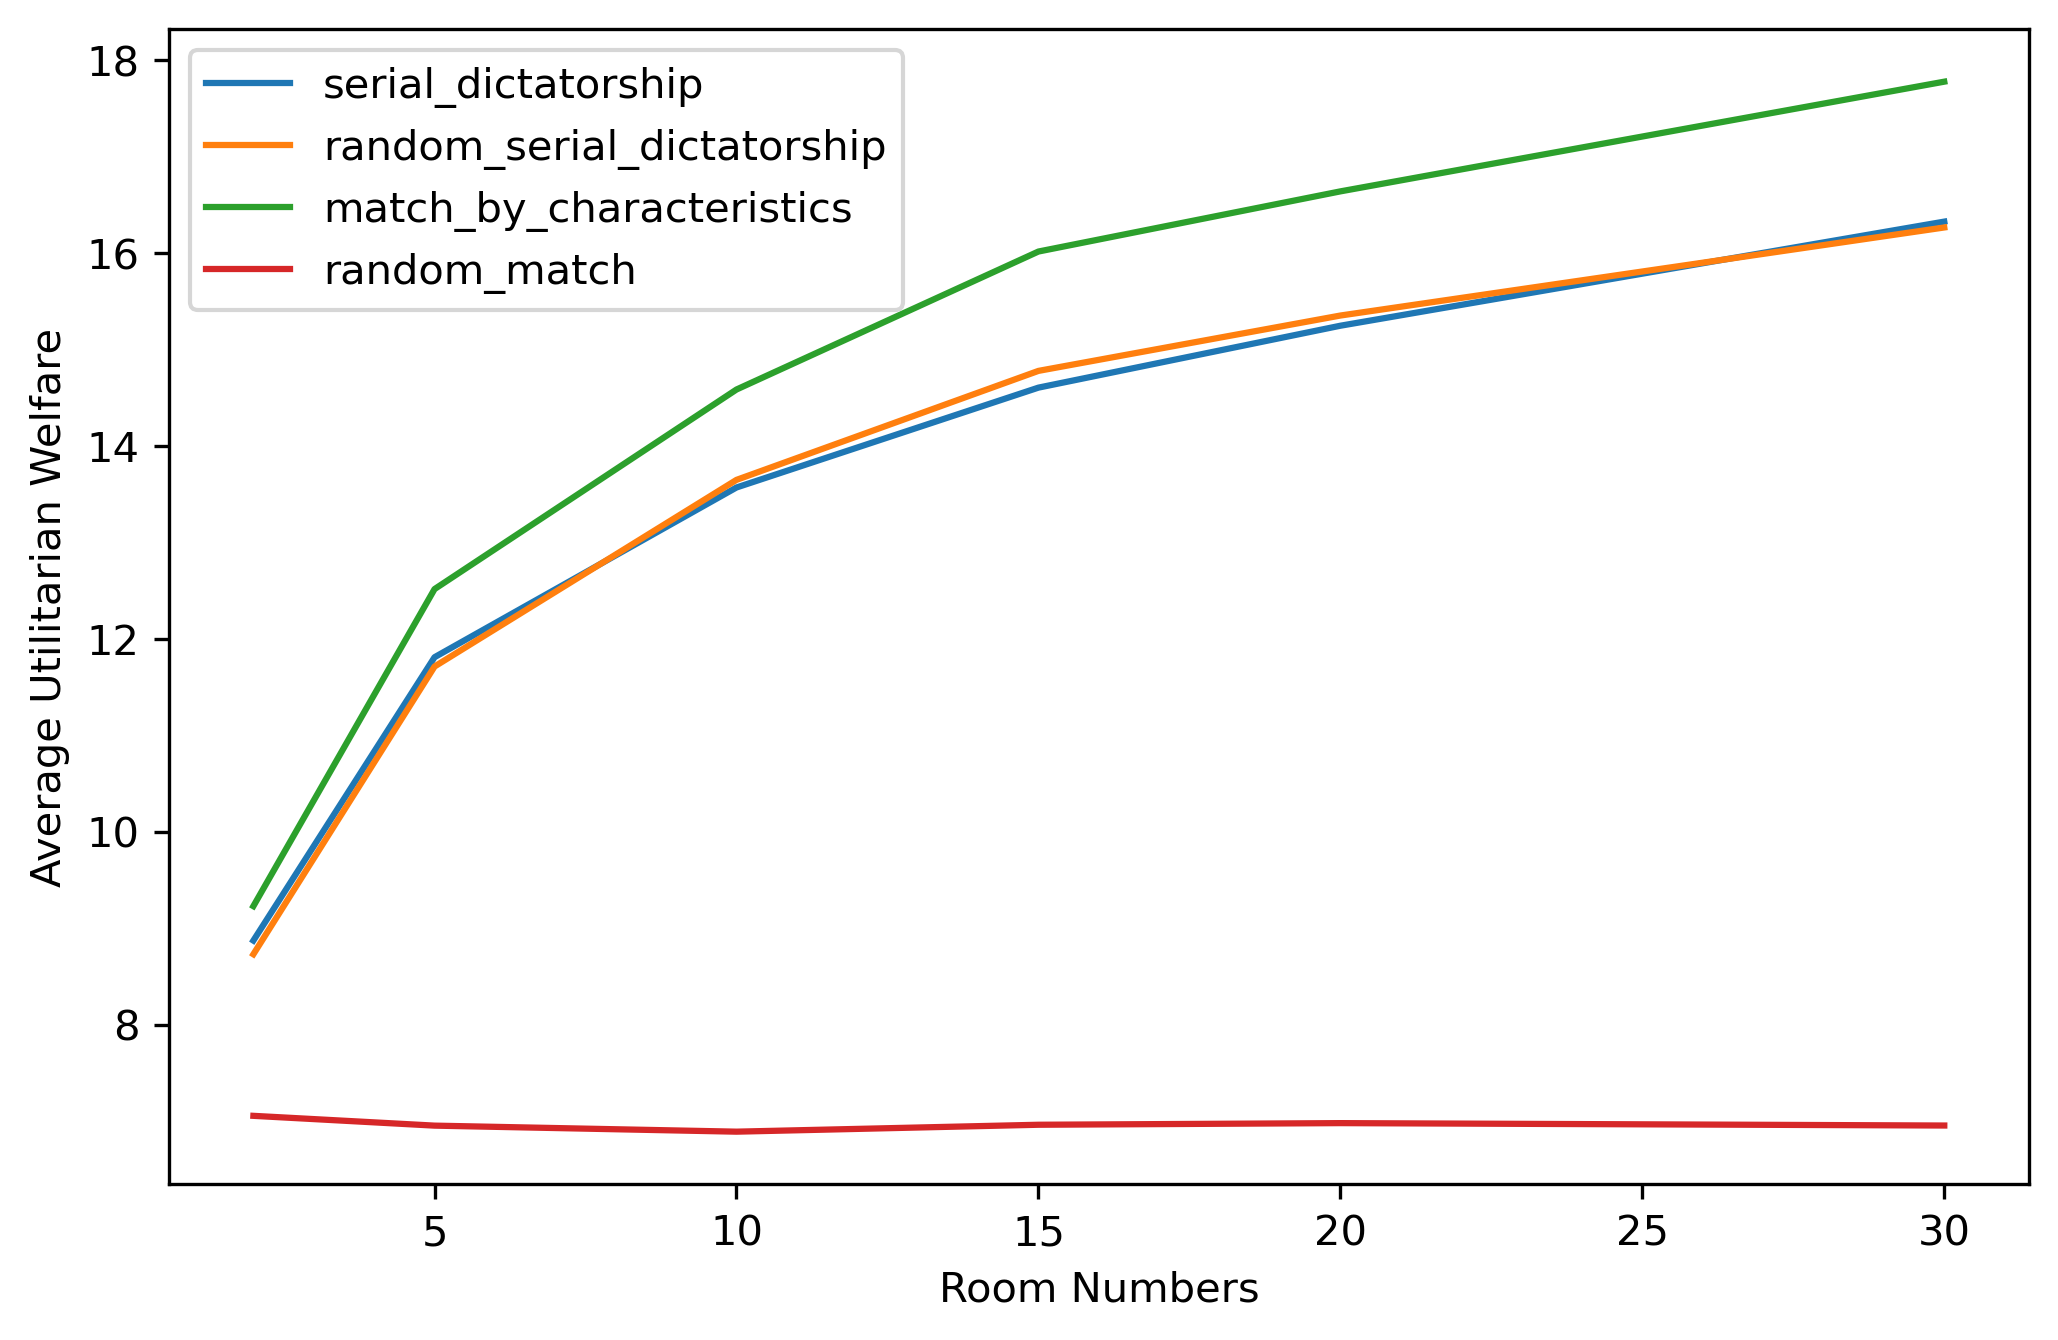 serial_dictatorship
random_serial_dictatorship
match_by_characteristics
random_match
Average Utilitarian Welfare
18
16
14
12
10
8
5 10 15 20 25 30
Room Numbers